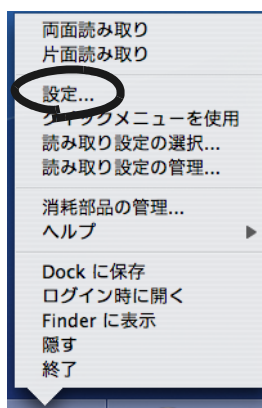 両面読み取り
片面読み取り
設定...
クイックメニューを使用
読み取り設定の選択...
読み取り設定の管理...
消耗部品の管理...
ヘルプ
Dock に保存
ログイン時に開く
Finder に表示
隠す
終了